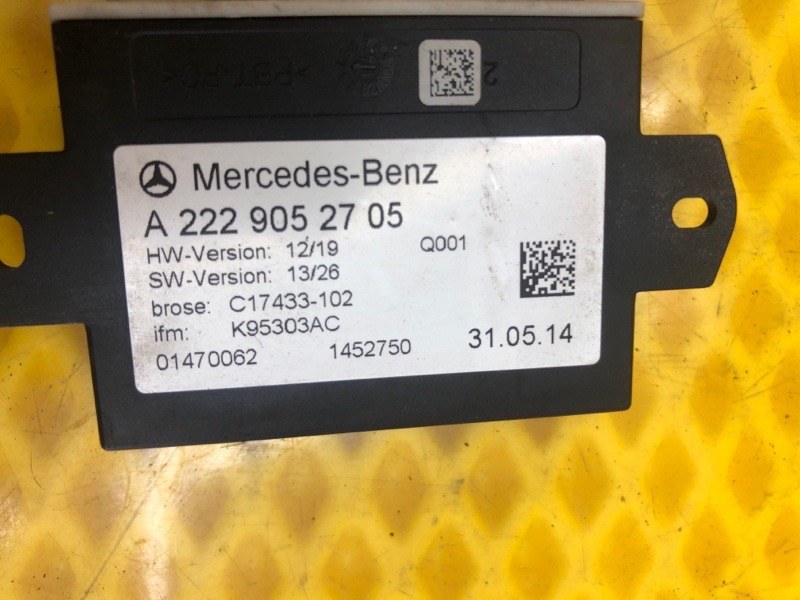 Mercedes-Benz
A 222 905 27 05
HW-Version: 12/19 Q001
SW-Version: 13/26
brose: C17433-102
ifm: K95303AC
01470062 1452750 31.05.14